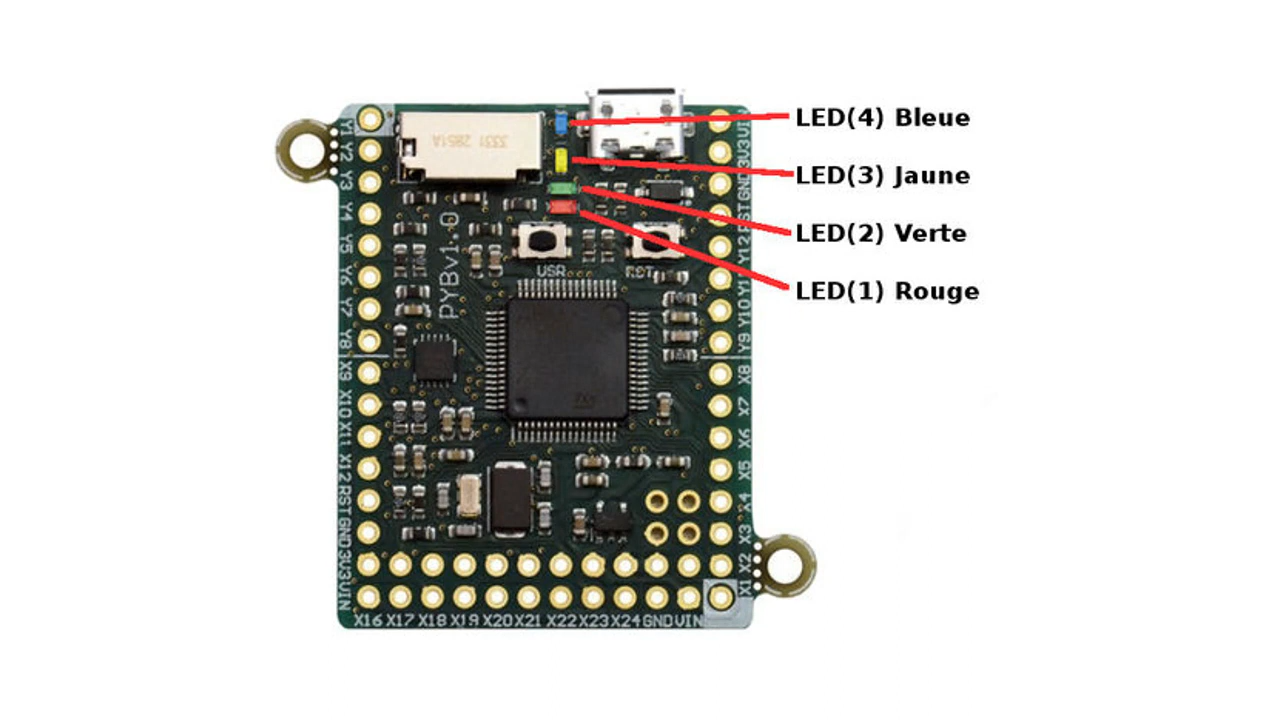 LED(4) Bleue
LED(3) Jaune
LED(2) Verte
LED(1) Rouge
3331 2851A
PYBv1.0
USR
RST
Y1
Y2
Y3
Y4
Y5
Y6
Y7
Y8
X9
X10
X11
X12
RST
GND
3V3
VIN
VIN
3V3
GND
RST
Y12
Y11
Y10
Y9
X8
X7
X6
X5
X4
X3
X2
X1
X16 X17 X18 X19 X20 X21 X22 X23 X24 GND VIN